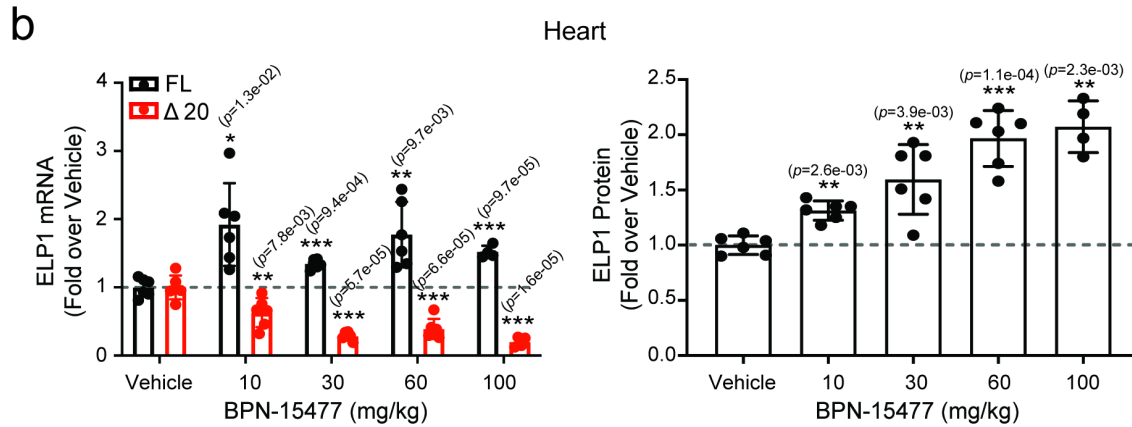 b
Heart
FL
Δ 20
ELP1 mRNA
(Fold over Vehicle)
4
3
2
1
0
(p=1.3e-02)
*
(p=7.8e-03)
**
(p=9.4e-04)
***
(p=5.7e-05)
***
(p=9.7e-03)
**
(p=6.6e-05)
***
(p=9.7e-05)
***
(p=1.6e-05)
***
Vehicle 10 30 60 100
BPN-15477 (mg/kg)
ELP1 Protein
(Fold over Vehicle)
2.5
2.0
1.5
1.0
0.5
0.0
(p=2.6e-03)
**
(p=3.9e-03)
**
(p=1.1e-04)
***
(p=2.3e-03)
**
Vehicle 10 30 60 100
BPN-15477 (mg/kg)